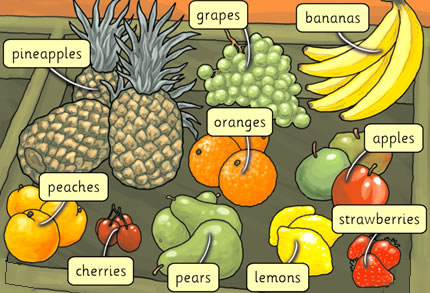 grapes
bananas
pineapples
oranges
apples
peaches
strawberries
cherries
pears
lemons